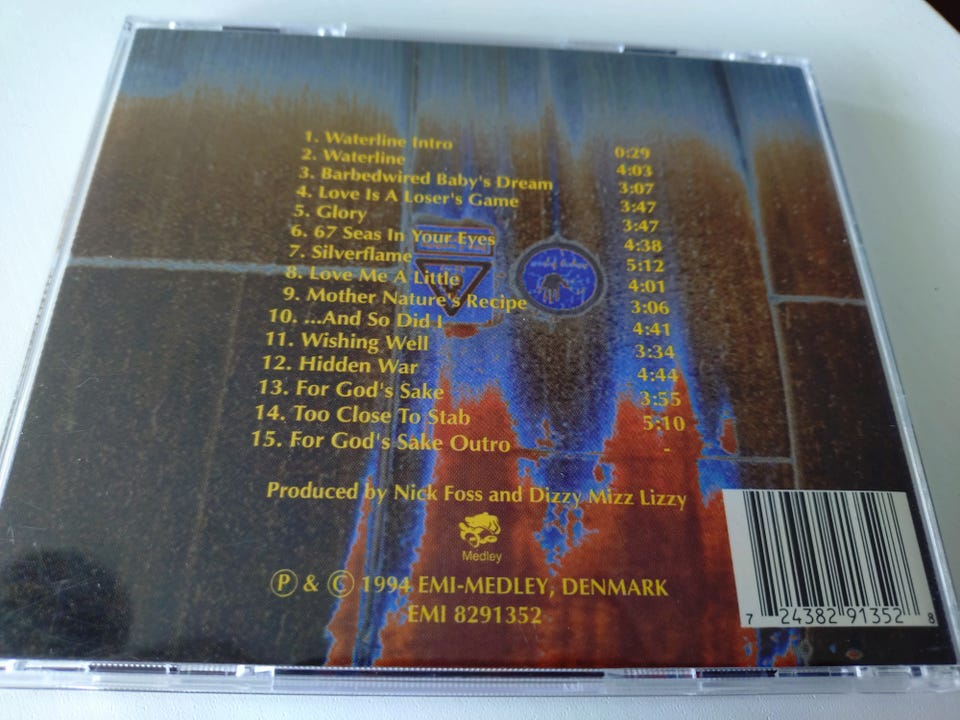 1. Waterline Intro 0:29
2. Waterline 4:03
3. Barbedwired Baby's Dream 3:07
4. Love Is A Loser's Game 3:47
5. Glory 3:47
6. 67 Seas In Your Eyes 4:38
7. Silverflame 5:12
8. Love Me A Little 4:01
9. Mother Nature's Recipe 3:06
10. ...And So Did I 4:41
11. Wishing Well 3:34
12. Hidden War 4:44
13. For God's Sake 3:55
14. Too Close To Stab 5:10
15. For God's Sake Outro -
Produced by Nick Foss and Dizzy Mizz Lizzy
Medley
Ⓟ & © 1994 EMI-MEDLEY, DENMARK
EMI 8291352
7 24382 91352 8